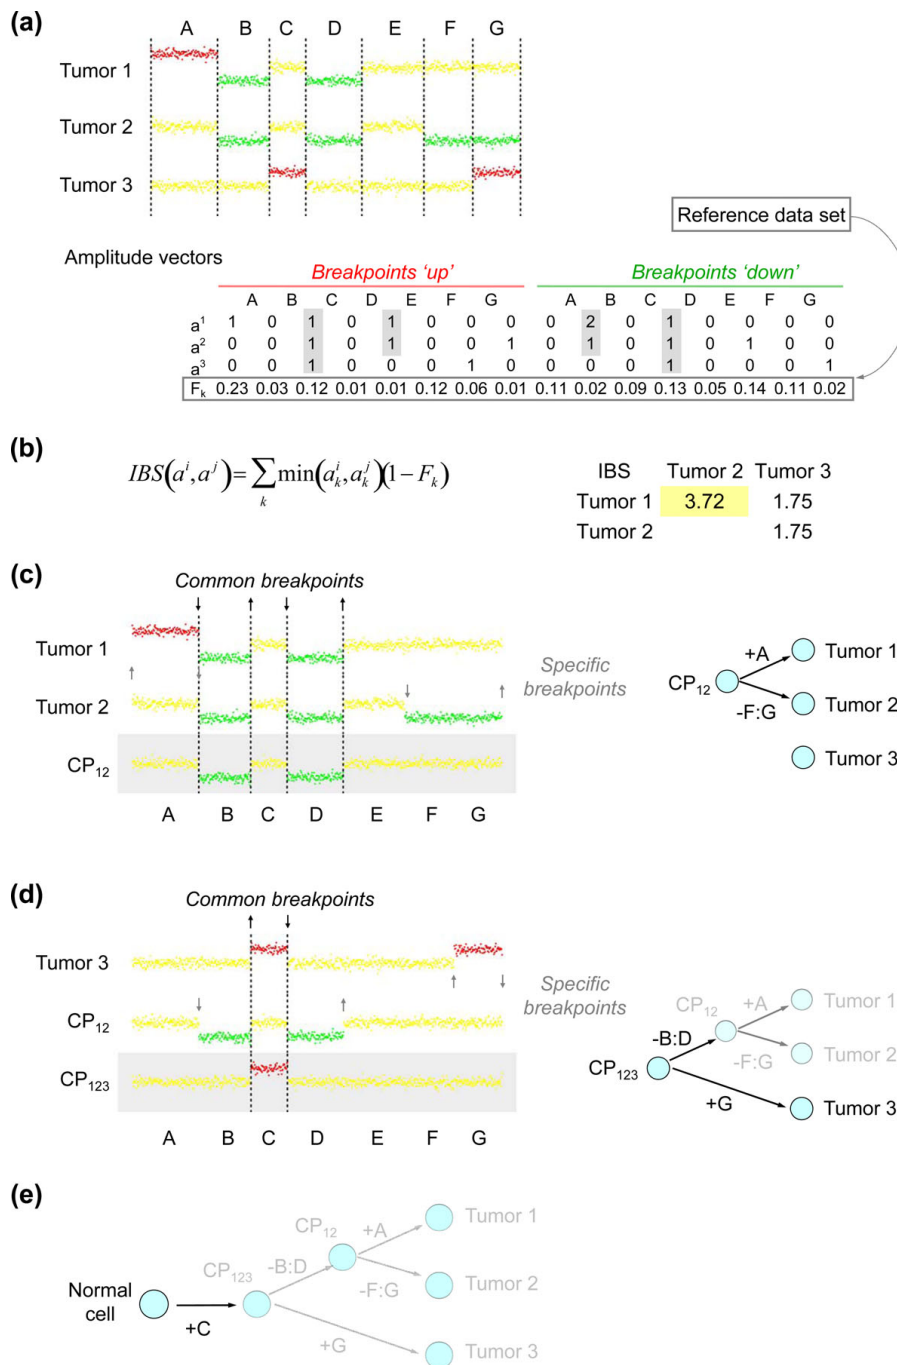 (a)
A B C D E F G
Tumor 1
Tumor 2
Tumor 3
Reference data set
Amplitude vectors
Breakpoints ‘up’ Breakpoints ‘down’
A B C D E F G A B C D E F G
a1 1 0 1 0 1 0 0 0 0 2 0 1 0 0 0 0
a2 0 0 1 0 1 0 0 1 0 1 0 1 0 1 0 0
a3 0 0 1 0 0 0 1 0 0 0 0 1 0 0 0 1
Fk 0.23 0.03 0.12 0.01 0.01 0.12 0.06 0.01 0.11 0.02 0.09 0.13 0.05 0.14 0.11 0.02
(b)
IBS(a^i, a^j) = ∑_k min(a_k^i, a_k^j)(1 − F_k)
IBS Tumor 2 Tumor 3
Tumor 1 3.72 1.75
Tumor 2 1.75
(c)
Common breakpoints
Tumor 1
Tumor 2
CP12
A B C D E F G
Specific
breakpoints
CP12
+A
-F:G
Tumor 1
Tumor 2
Tumor 3
(d)
Common breakpoints
Tumor 3
CP12
CP123
A B C D E F G
Specific
breakpoints
CP123
-B:D
CP12
+A
-F:G
+G
Tumor 1
Tumor 2
Tumor 3
(e)
Normal
cell
+C
CP123
-B:D
CP12
+A
-F:G
+G
Tumor 1
Tumor 2
Tumor 3